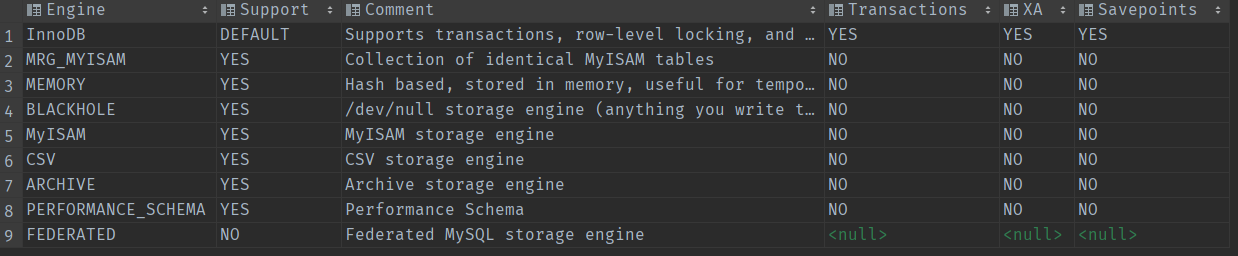 Engine Support Comment Transactions XA Savepoints
1 InnoDB DEFAULT Supports transactions, row-level locking, and … YES YES YES
2 MRG_MYISAM YES Collection of identical MyISAM tables NO NO NO
3 MEMORY YES Hash based, stored in memory, useful for tempo… NO NO NO
4 BLACKHOLE YES /dev/null storage engine (anything you write t… NO NO NO
5 MyISAM YES MyISAM storage engine NO NO NO
6 CSV YES CSV storage engine NO NO NO
7 ARCHIVE YES Archive storage engine NO NO NO
8 PERFORMANCE_SCHEMA YES Performance Schema NO NO NO
9 FEDERATED NO Federated MySQL storage engine <null> <null> <null>